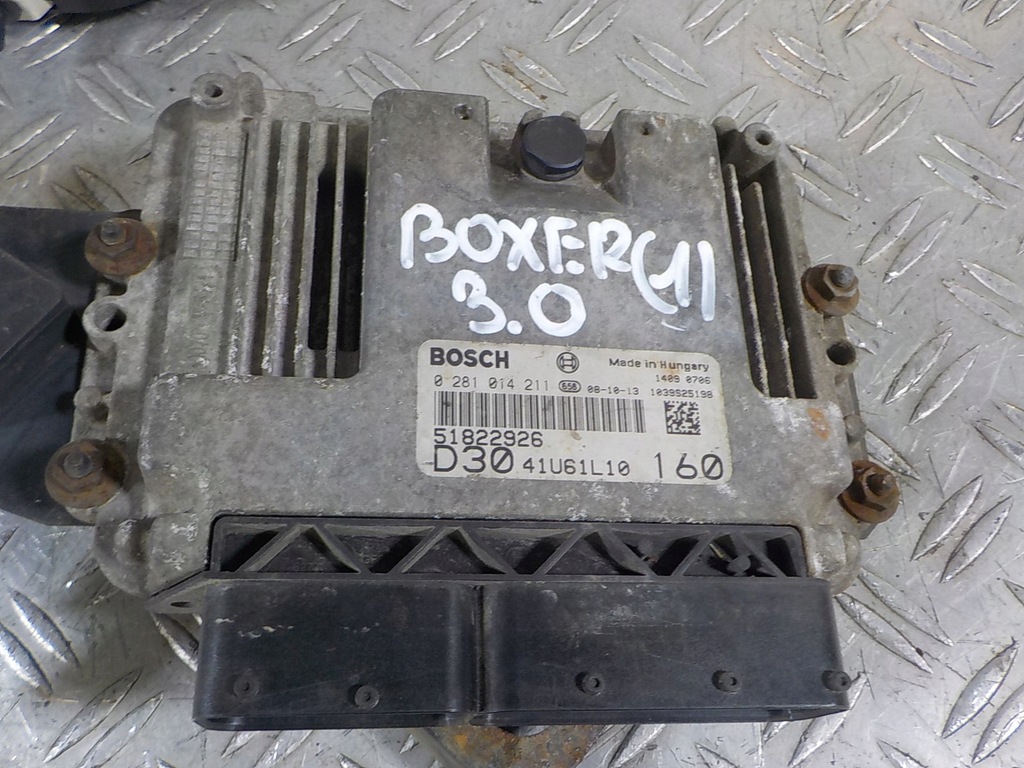 BOXER(1)
3.0
BOSCH Made in Hungary
0 281 014 211 658 08-10-13 1409 0706
1039S25198
51822926
D30 41U61L10 160